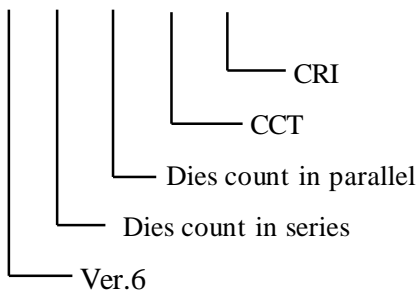 CRI
CCT
Dies count in parallel
Dies count in series
Ver.6